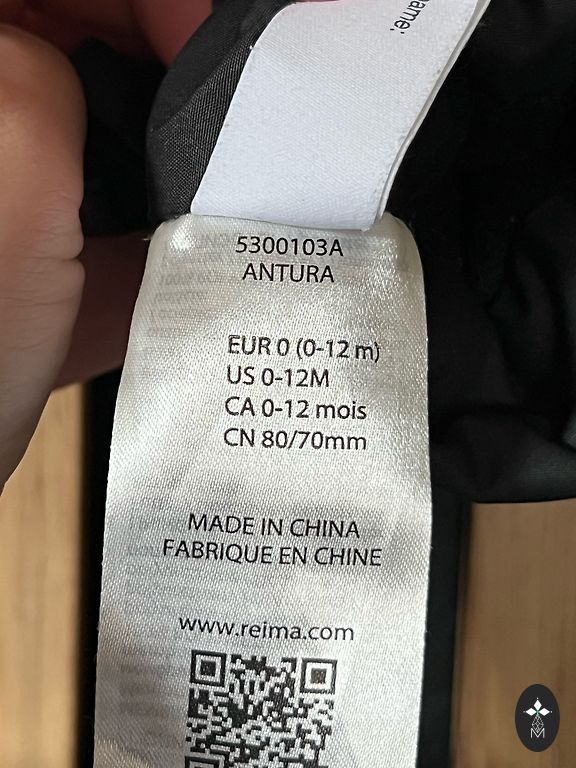 name:
5300103A
ANTURA
EUR 0 (0-12 m)
US 0-12M
CA 0-12 mois
CN 80/70mm
MADE IN CHINA
FABRIQUE EN CHINE
www.reima.com